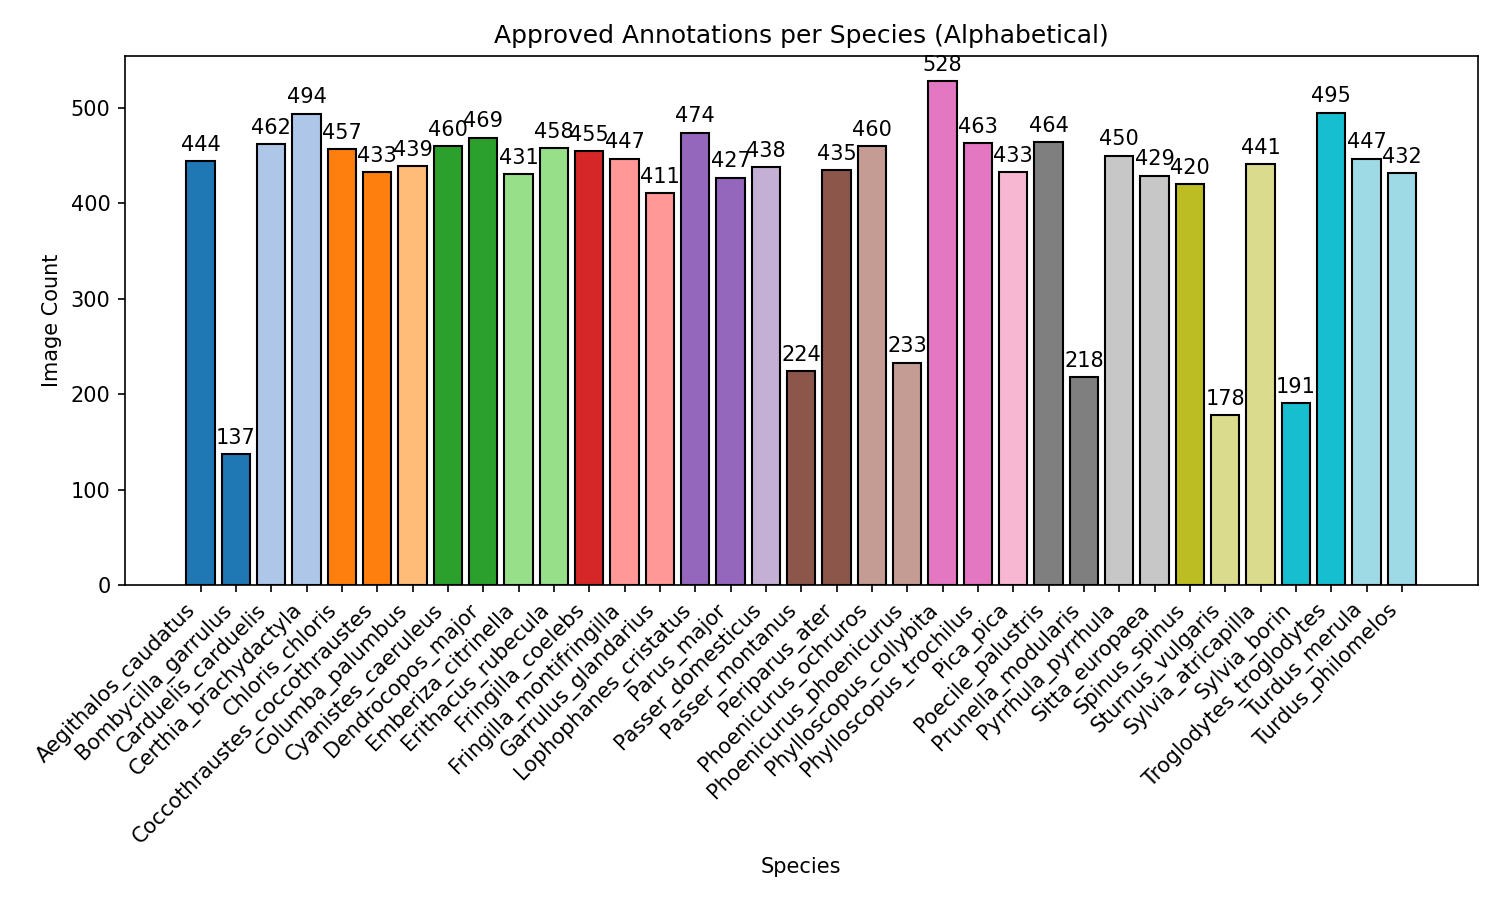 Approved Annotations per Species (Alphabetical)
Image Count
500
400
300
200
100
0
444
137
462
494
457
433
439
460
469
431
458
455
447
411
474
427
438
224
435
460
233
528
463
433
464
218
450
429
420
178
441
191
495
447
432
Aegithalos_caudatus
Bombycilla_garrulus
Carduelis_carduelis
Certhia_brachydactyla
Chloris_chloris
Coccothraustes_coccothraustes
Columba_palumbus
Cyanistes_caeruleus
Dendrocopos_major
Emberiza_citrinella
Erithacus_rubecula
Fringilla_coelebs
Fringilla_montifringilla
Garrulus_glandarius
Lophophanes_cristatus
Parus_major
Passer_domesticus
Passer_montanus
Periparus_ater
Phoenicurus_ochruros
Phoenicurus_phoenicurus
Phylloscopus_collybita
Phylloscopus_trochilus
Pica_pica
Poecile_palustris
Prunella_modularis
Pyrrhula_pyrrhula
Sitta_europaea
Spinus_spinus
Sturnus_vulgaris
Sylvia_atricapilla
Sylvia_borin
Troglodytes_troglodytes
Turdus_merula
Turdus_philomelos
Species